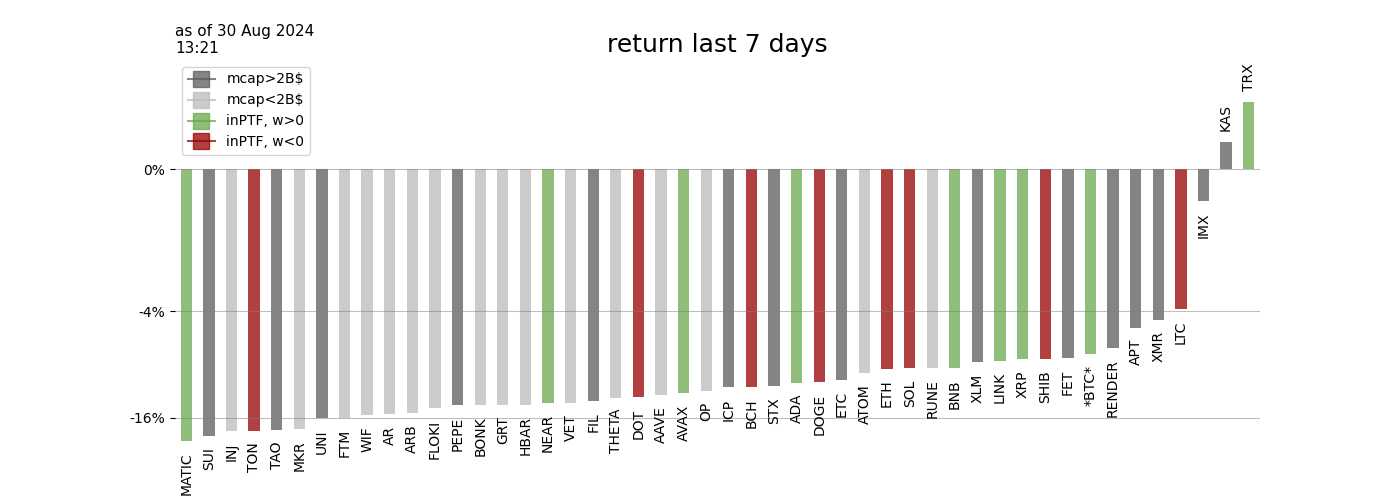 as of 30 Aug 2024
13:21
return last 7 days
mcap>2B$
mcap<2B$
inPTF, w>0
inPTF, w<0
0%
-4%
-16%
MATIC
SUI
INJ
TON
TAO
MKR
UNI
FTM
WIF
AR
ARB
FLOKI
PEPE
BONK
GRT
HBAR
NEAR
VET
FIL
THETA
DOT
AAVE
AVAX
OP
ICP
BCH
STX
ADA
DOGE
ETC
ATOM
ETH
SOL
RUNE
BNB
XLM
LINK
XRP
SHIB
FET
*BTC*
RENDER
APT
XMR
LTC
IMX
KAS
TRX